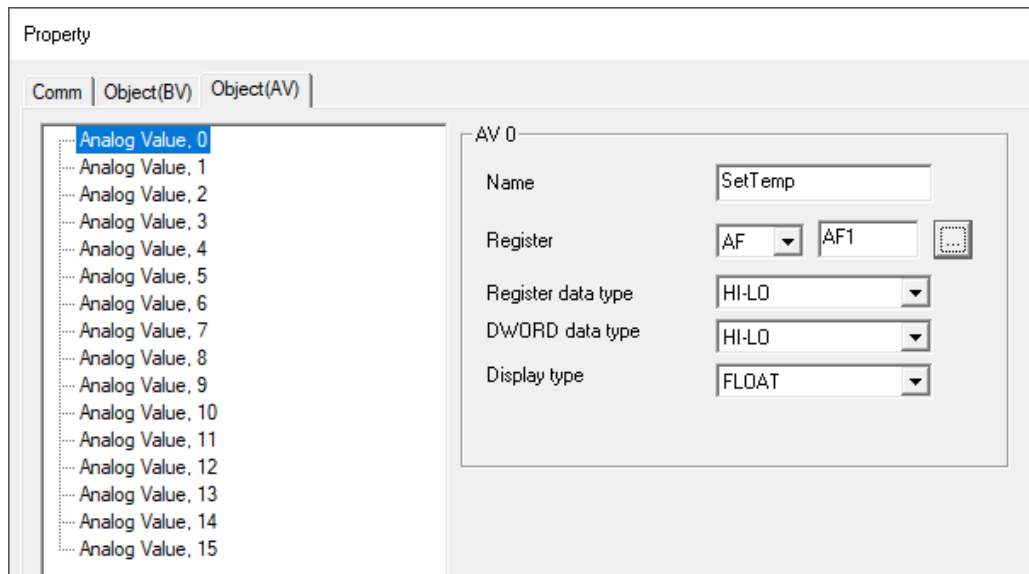 Property
Comm Object(BV) Object(AV)
Analog Value, 0
Analog Value, 1
Analog Value, 2
Analog Value, 3
Analog Value, 4
Analog Value, 5
Analog Value, 6
Analog Value, 7
Analog Value, 8
Analog Value, 9
Analog Value, 10
Analog Value, 11
Analog Value, 12
Analog Value, 13
Analog Value, 14
Analog Value, 15
AV 0
Name SetTemp
Register AF AF1 ...
Register data type HI-LO
DWORD data type HI-LO
Display type FLOAT